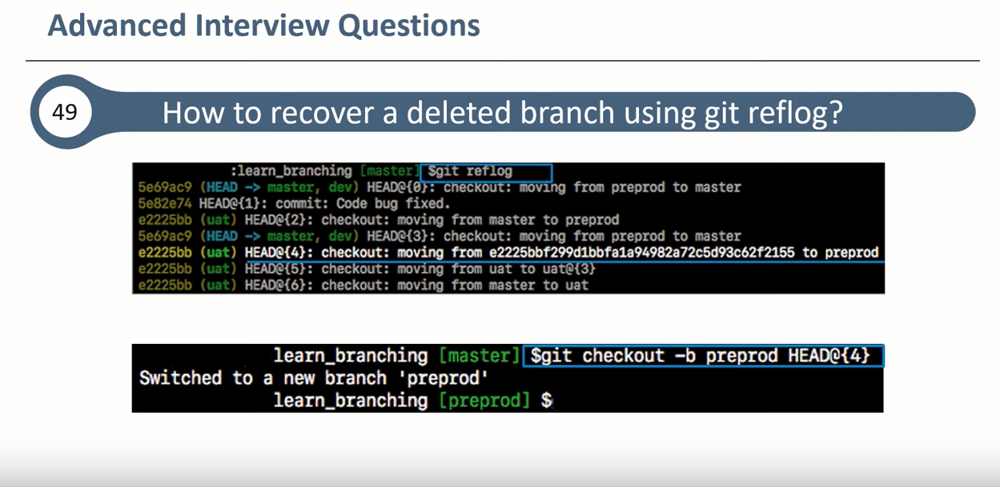 Advanced Interview Questions
49
How to recover a deleted branch using git reflog?
:learn_branching [master] $git reflog
5e69ac9 (HEAD -> master, dev) HEAD@{0}: checkout: moving from preprod to master
5e82e74 HEAD@{1}: commit: Code bug fixed.
e2225bb (uat) HEAD@{2}: checkout: moving from master to preprod
5e69ac9 (HEAD -> master, dev) HEAD@{3}: checkout: moving from preprod to master
e2225bb (uat) HEAD@{4}: checkout: moving from e2225bbf299d1bbfa1a94982a72c5d93c62f2155 to preprod
e2225bb (uat) HEAD@{5}: checkout: moving from uat to uat@{3}
e2225bb (uat) HEAD@{6}: checkout: moving from master to uat
learn_branching [master] $git checkout -b preprod HEAD@{4}
Switched to a new branch 'preprod'
learn_branching [preprod] $